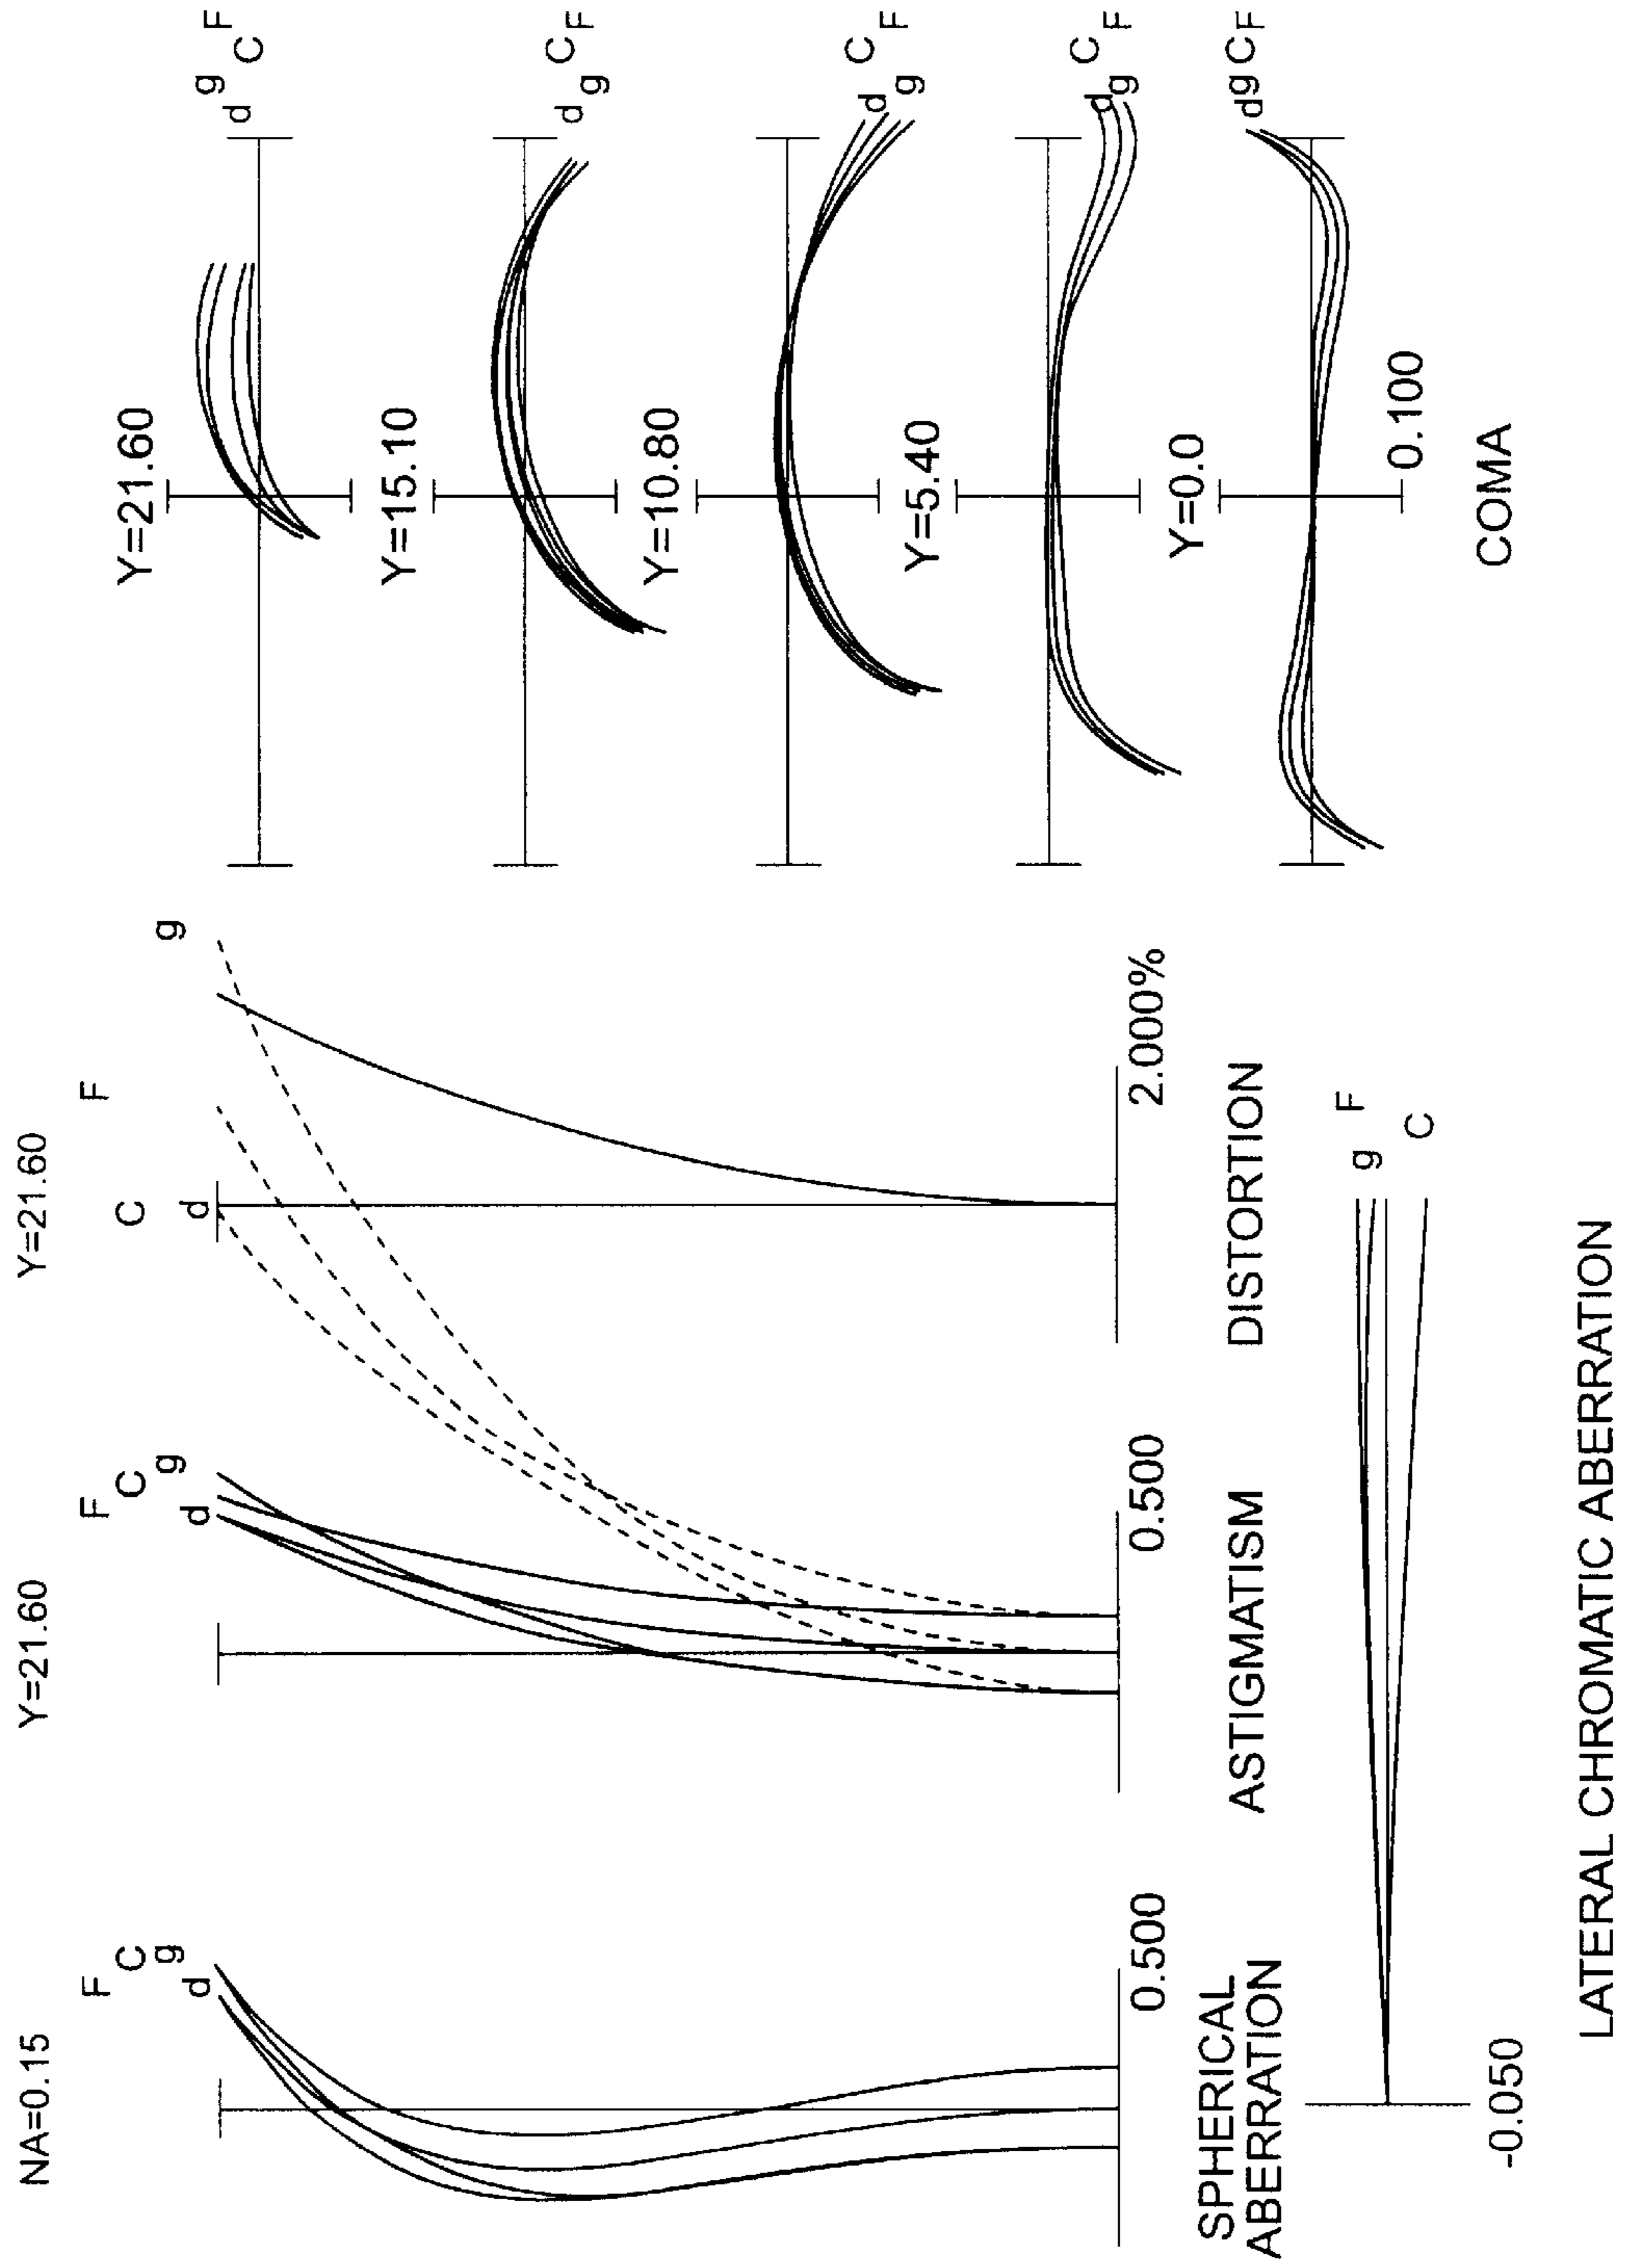 NA=0.15
F
C
g
d
0.500
SPHERICAL
ABERRATION
Y=21.60
F
C
g
d
0.500
ASTIGMATISM
Y=21.60
F
C
g
d
2.000%
DISTORTION
Y=21.60
F
C
g
d
Y=15.10
F
C
g
d
Y=10.80
F
C
g
d
Y=5.40
F
C
g
d
Y=0.0
F
C
g
d
0.100
COMA
F
g
C
-0.050
LATERAL CHROMATIC ABERRATION